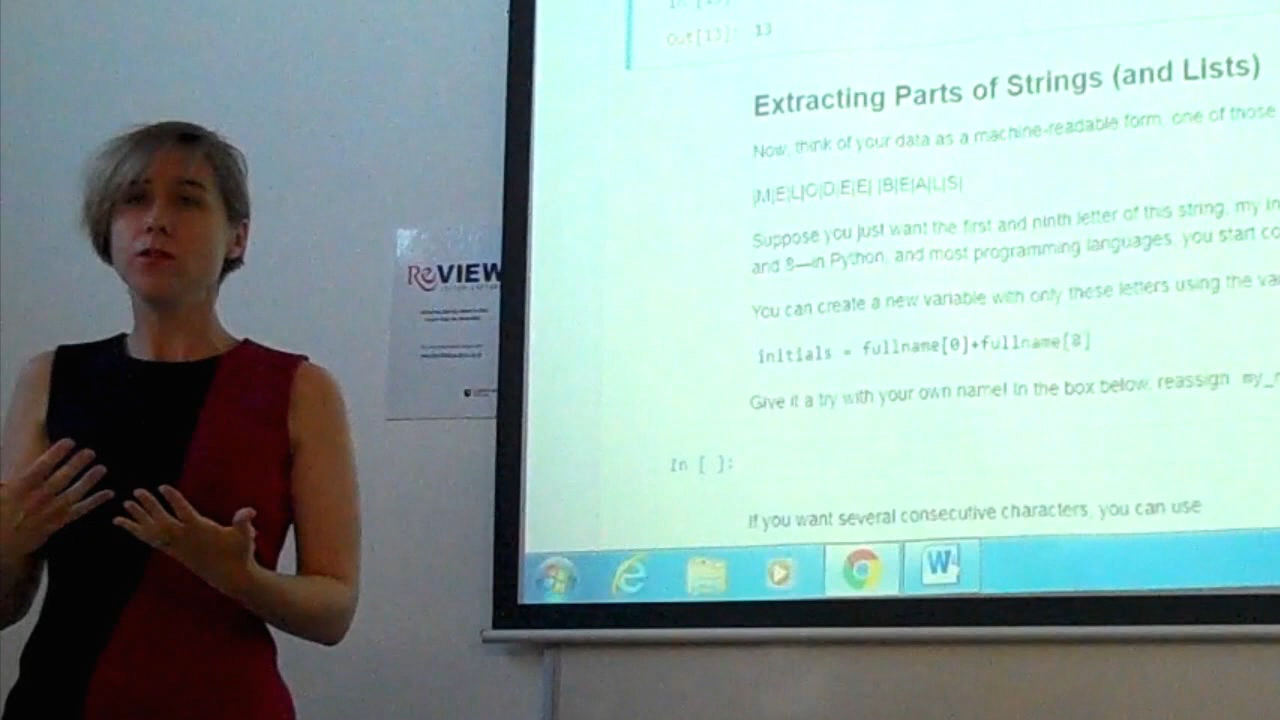 Out[13]: 13
Extracting Parts of Strings (and Lists)
Now, think of your data as a machine-readable form, one of those
|M|E|L|O|D|E|E| |B|E|A|L|S|
Suppose you just want the first and ninth letter of this string, my
and 8—in Python, and most programming languages, you start
You can create a new variable with only these letters using the
initials = fullname[0]+fullname[8]
Give it a try with your own name! In the box below, reassign
In [ ]:
If you want several consecutive characters, you can use
ReVIEW